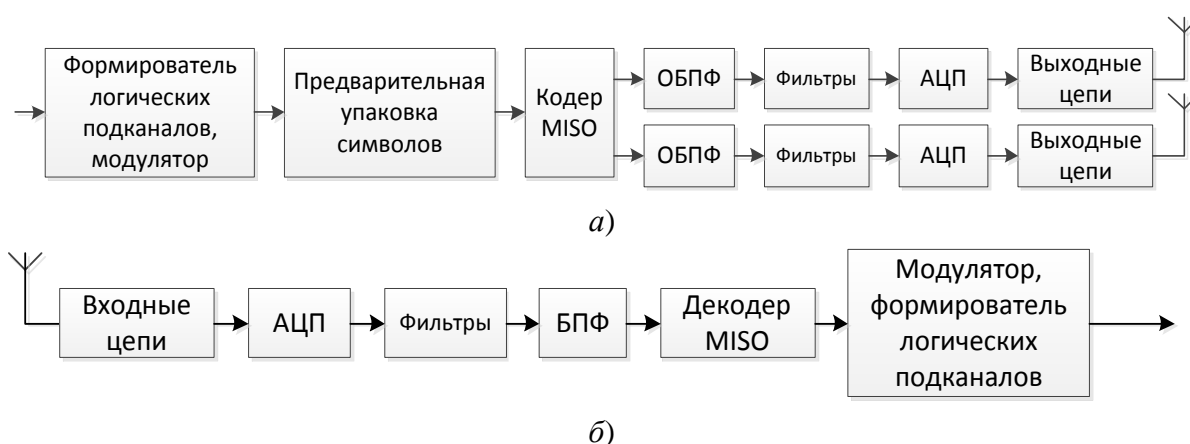 Формирователь
логических
подканалов,
модулятор
Предварительная
упаковка
символов
Кодер
MISO
ОБПФ
Фильтры
АЦП
Выходные
цепи
ОБПФ
Фильтры
АЦП
Выходные
цепи
а)
Входные
цепи
АЦП
Фильтры
БПФ
Декодер
MISO
Модулятор,
формирователь
логических
подканалов
б)